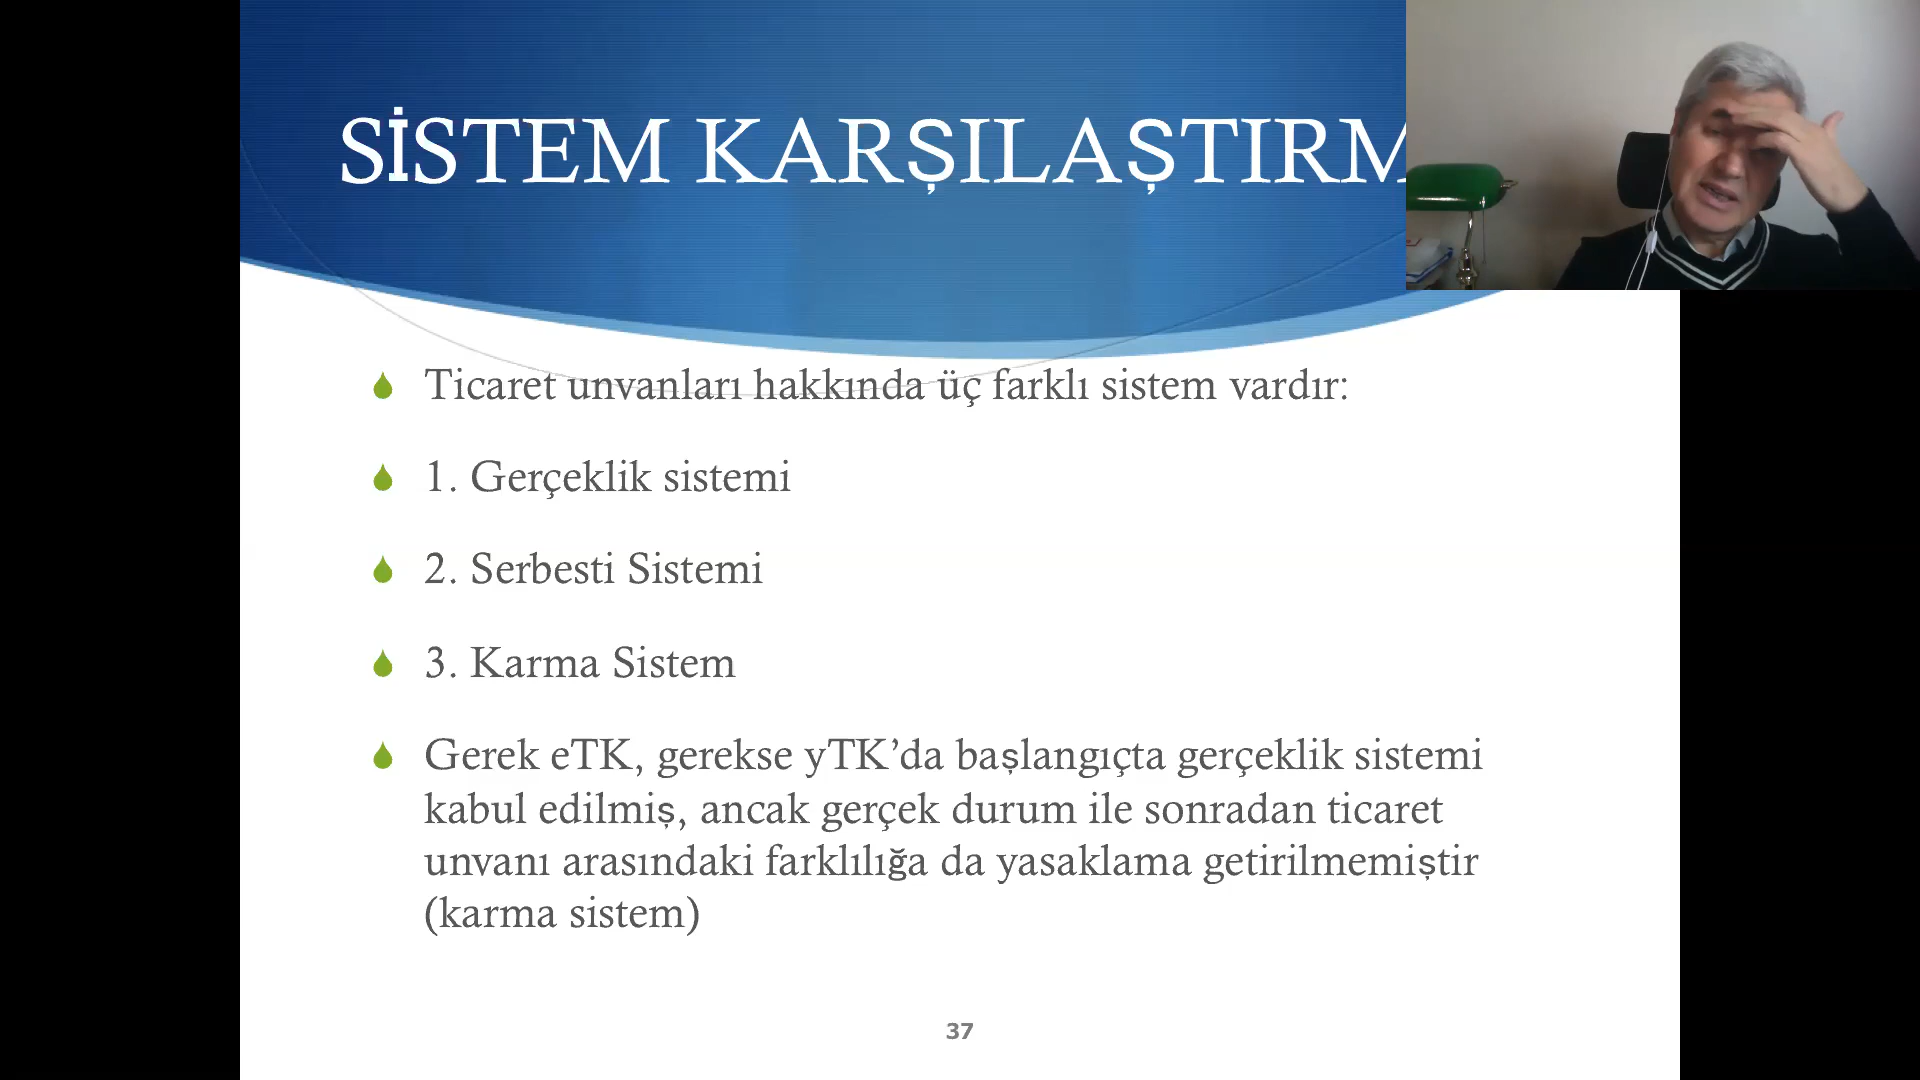 SİSTEM KARŞILAŞTIRM
Ticaret unvanları hakkında üç farklı sistem vardır:
1. Gerçeklik sistemi
2. Serbesti Sistemi
3. Karma Sistem
Gerek eTK, gerekse yTK’da başlangıçta gerçeklik sistemi
kabul edilmiş, ancak gerçek durum ile sonradan ticaret
unvanı arasındaki farklılığa da yasaklama getirilmemiştir
(karma sistem)
37